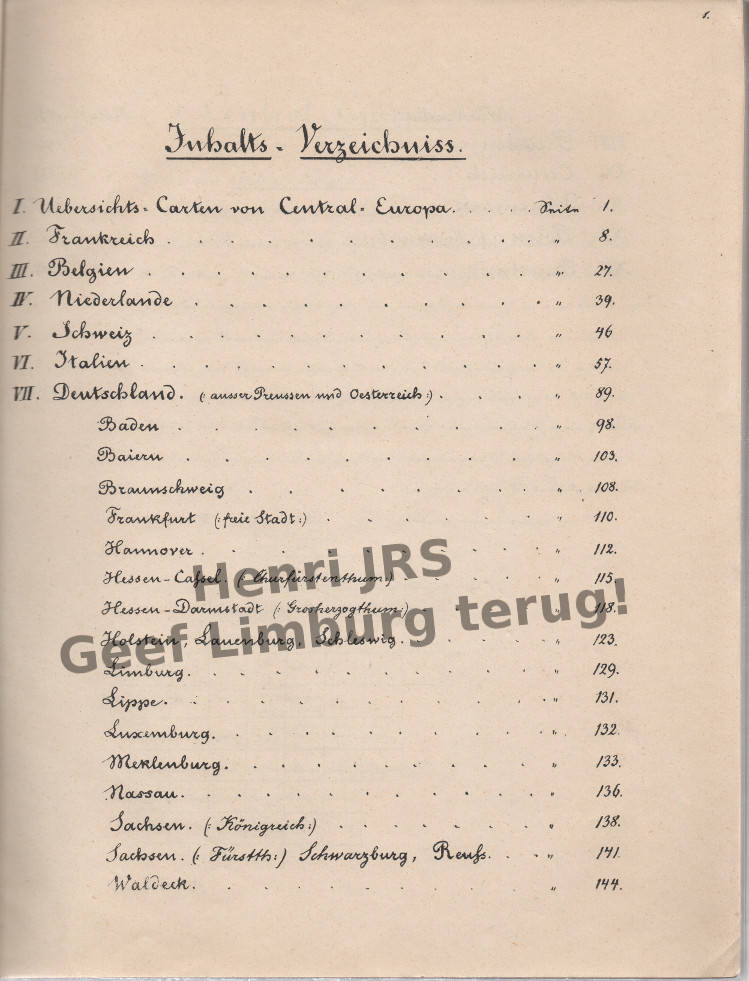 1.
Inhalts-Verzeichniss.
I. Uebersichts-Carten von Central-Europa. . . . . Seite 1.
II. Frankreich . . . . . . . . . . . " 8.
III. Belgien . . . . . . . . . . . " 27.
IV. Niederlande . . . . . . . . . . " 39.
V. Schweiz . . . . . . . . . . . " 46
VI. Italien . . . . . . . . . . . " 57.
VII. Deutschland. (: ausser Preussen und Oesterreich :) . . . . " 89.
Baden . . . . . . . . . . " 98.
Baiern . . . . . . . . . . " 103.
Braunschweig . . . . . . . . " 108.
Frankfurt (: freie Stadt :) . . . . . . " 110.
Hannover . . . . . . . . . " 112.
Hessen-Cassel. (: Churfürstenthum :) . . . . " 115.
Henri JRS
Hessen-Darmstadt (: Grosherzogthum :) . . . . " 118.
Geef Limburg terug!
Holstein, Lauenburg, Schleswig. . . . . " 123.
Limburg. . . . . . . . . . " 129.
Lippe. . . . . . . . . . . " 131.
Luxemburg. . . . . . . . . " 132.
Meklenburg. . . . . . . . . " 133.
Nassau. . . . . . . . . . " 136.
Sachsen. (: Königreich :) . . . . . . " 138.
Sachsen. (: Fürstth: ) Schwarzburg, Reuss. . . " 141.
Waldeck. . . . . . . . . . " 144.